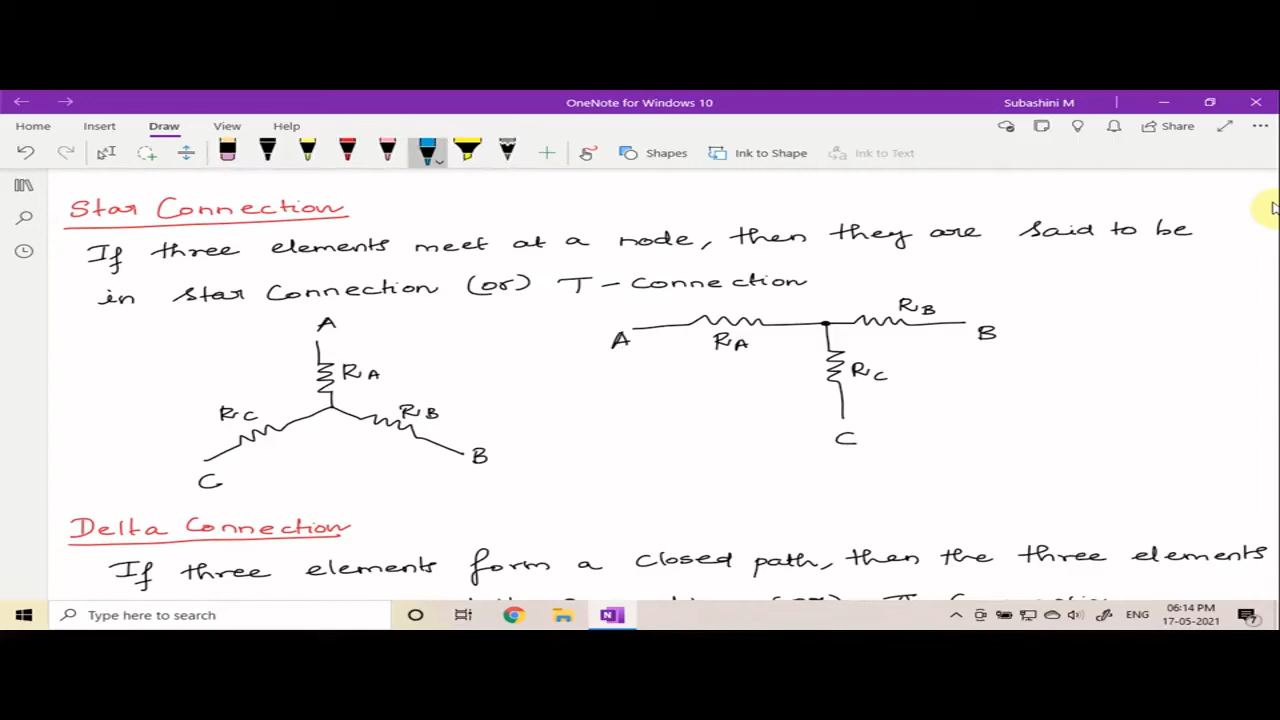 OneNote for Windows 10
Subashini M
Home Insert Draw View Help
Share
Shapes Ink to Shape Ink to Text
Star Connection
If three elements meet at a node, then they are said to be
in star connection (or) T-connection
A
RA
RC
RB
C
B
A
RA
RB
B
RC
C
Delta Connection
If three elements form a closed path, then the three elements
Type here to search
ENG
06:14 PM
17-05-2021
7